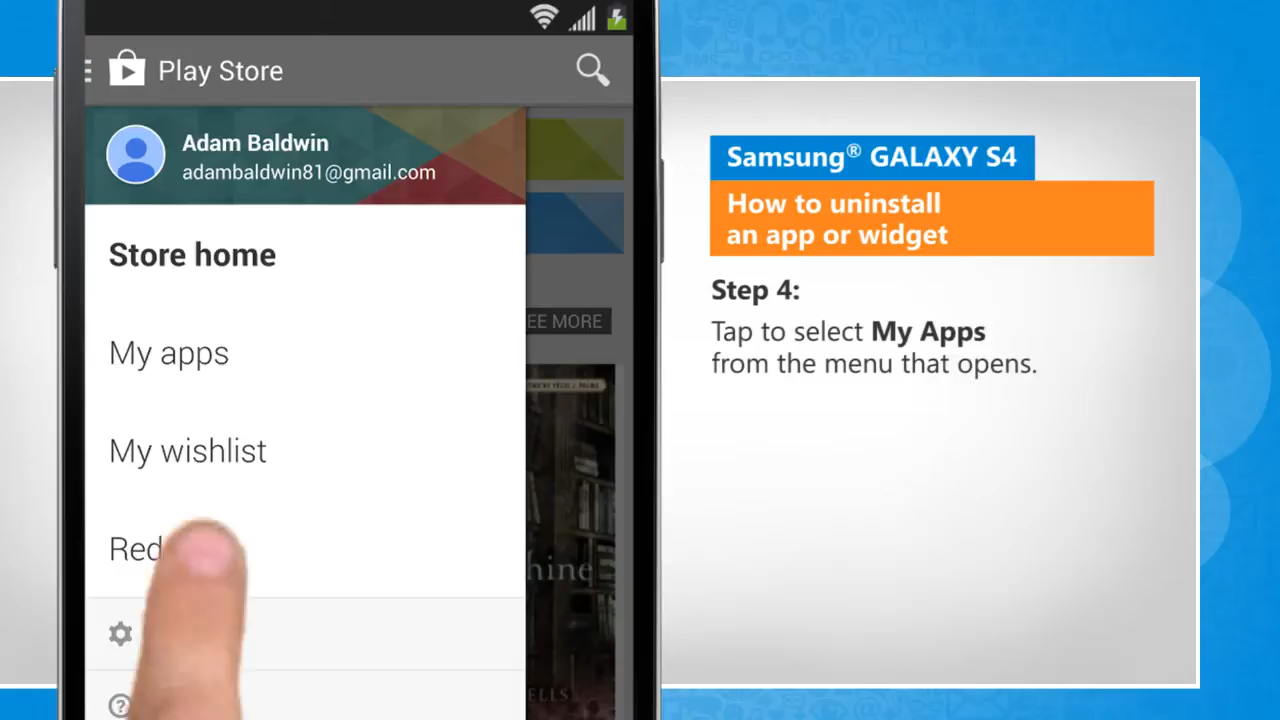 Play Store
Adam Baldwin
adambaldwin81@gmail.com
Store home
My apps
My wishlist
Red
EE MORE
hine
ELLS
Samsung® GALAXY S4
How to uninstall
an app or widget
Step 4:
Tap to select My Apps
from the menu that opens.